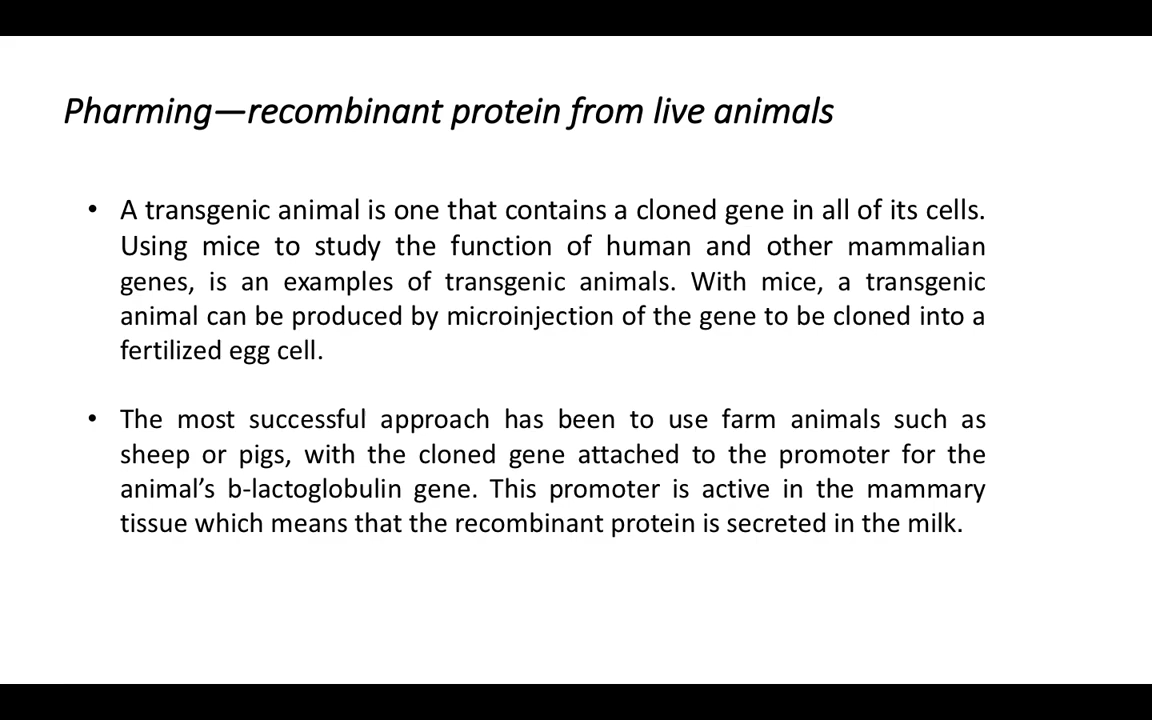 Pharming—recombinant protein from live animals
• A transgenic animal is one that contains a cloned gene in all of its cells.
Using mice to study the function of human and other mammalian
genes, is an examples of transgenic animals. With mice, a transgenic
animal can be produced by microinjection of the gene to be cloned into a
fertilized egg cell.
• The most successful approach has been to use farm animals such as
sheep or pigs, with the cloned gene attached to the promoter for the
animal’s b-lactoglobulin gene. This promoter is active in the mammary
tissue which means that the recombinant protein is secreted in the milk.